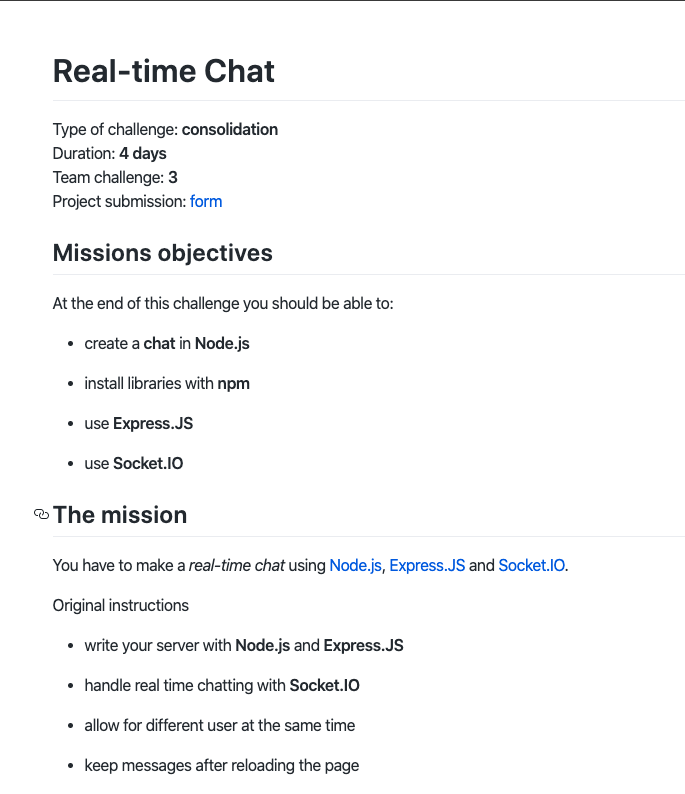 Real-time Chat
Type of challenge: consolidation
Duration: 4 days
Team challenge: 3
Project submission: form
Missions objectives
At the end of this challenge you should be able to:
create a chat in Node.js
install libraries with npm
use Express.JS
use Socket.IO
The mission
You have to make a real-time chat using Node.js, Express.JS and Socket.IO.
Original instructions
write your server with Node.js and Express.JS
handle real time chatting with Socket.IO
allow for different user at the same time
keep messages after reloading the page